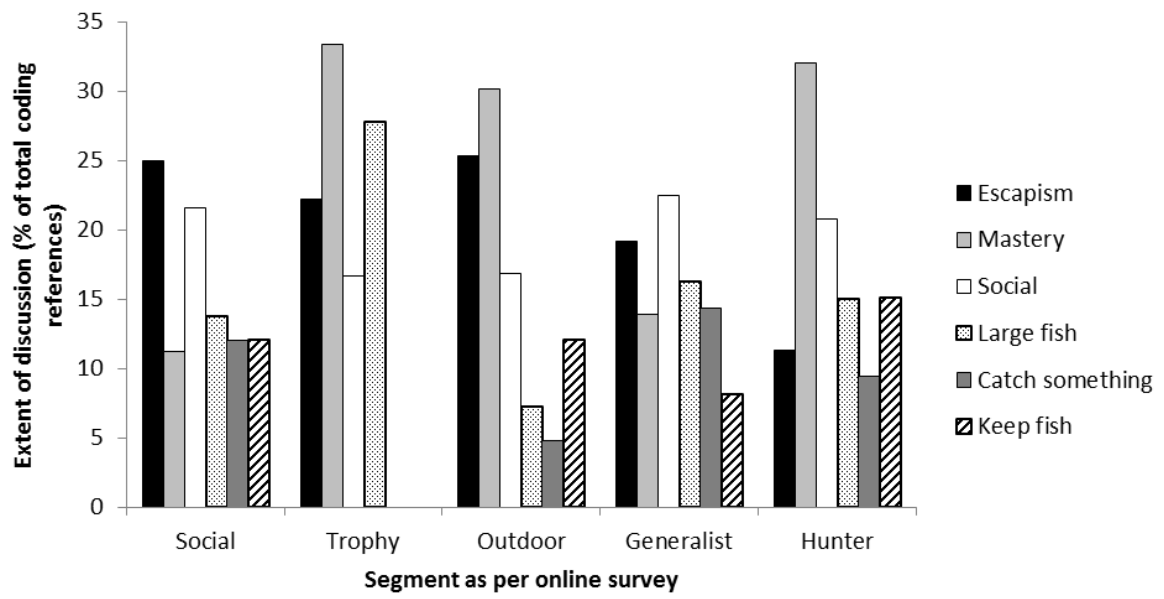 Extent of discussion (% of total coding
references)
35
30
25
20
15
10
5
0
Social
Trophy
Outdoor
Generalist
Hunter
Segment as per online survey
Escapism
Mastery
Social
Large fish
Catch something
Keep fish